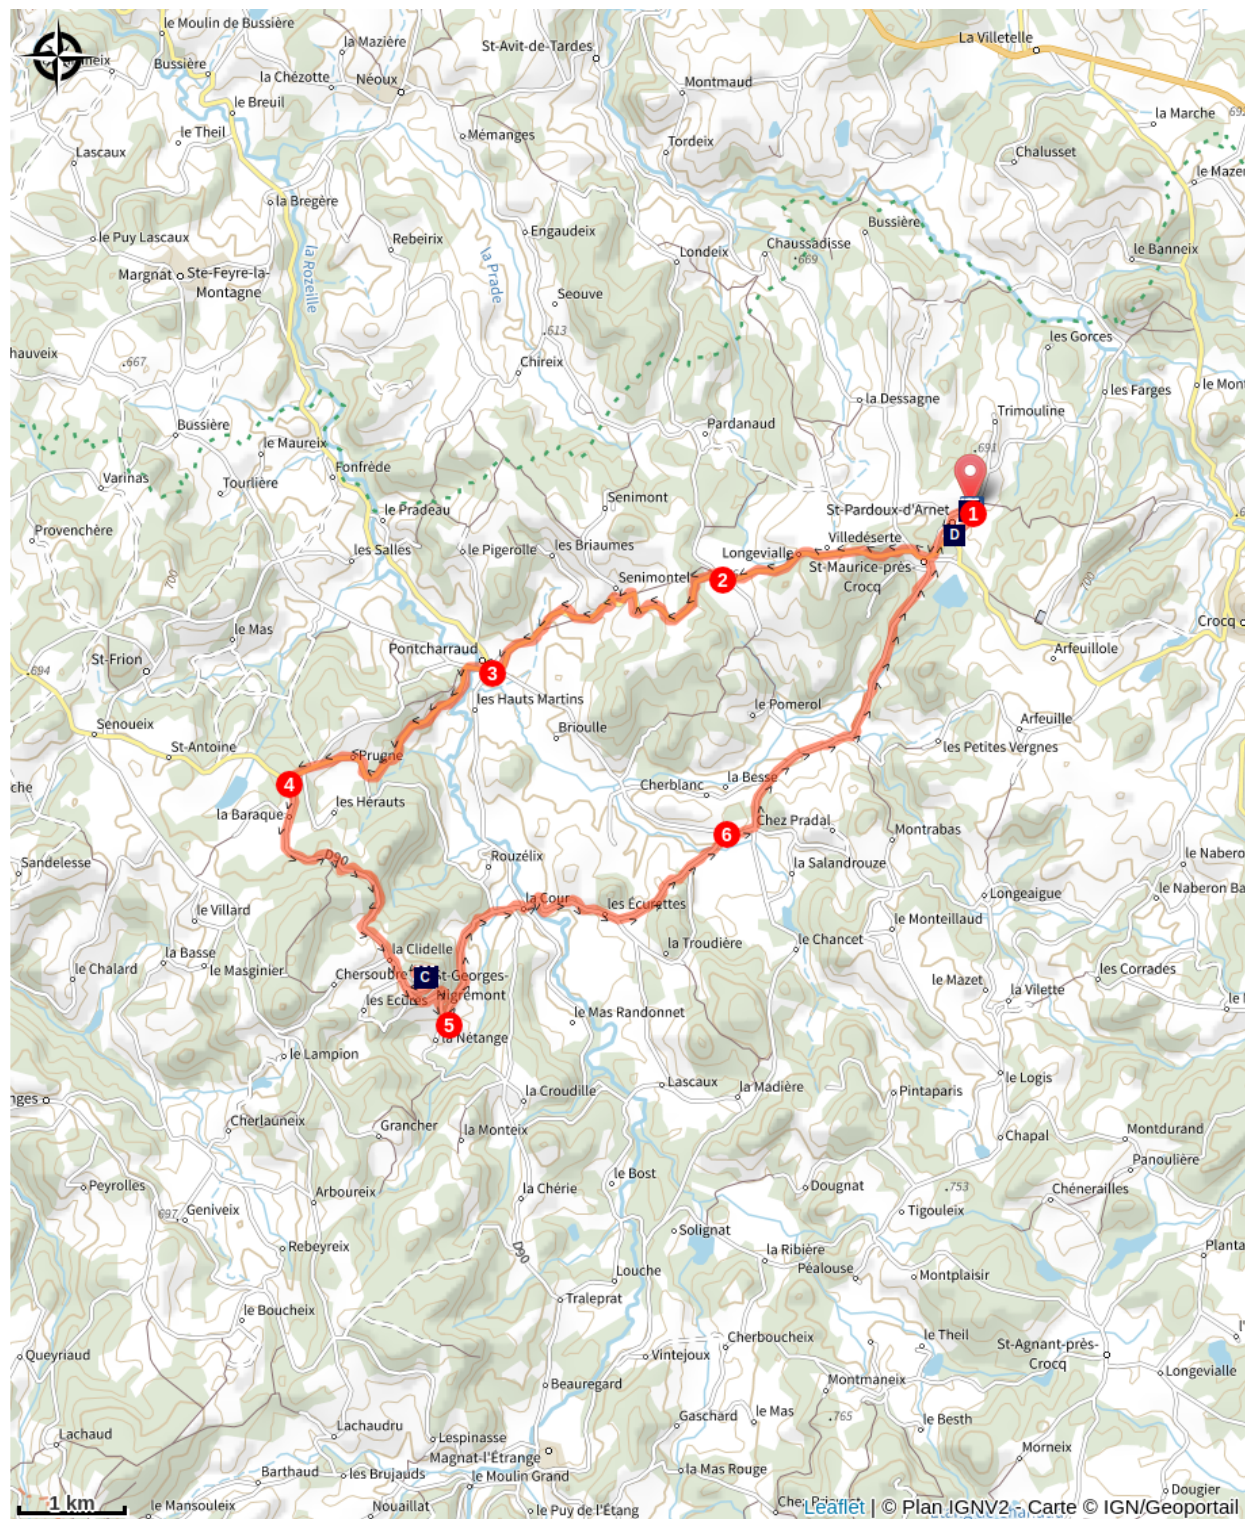 le Moulin de Bussière
la Mazière
St-Avit-de-Tardes
La Villetelle
Bussière
la Chézotte
Néoux
Montmaud
le Breuil
la Marche
le Theil
Mémanges
Tordeix
Lascaux
Chalusset
le Mazer
la Bregère
Bussière
le Puy Lascaux
Rebeirix
Engaudeix
Chaussadisse
.669
le Banneix
Londeix
la Rozeille
la Prade
Margnat
Ste-Feyre-la-
Montagne
Seouve
.613
les Gorces
hauveix
.667
Chireix
les Farges
le Mont
la Dessagne
Trimouline
Bussière
Pardanaud
le Maureix
.691
Fonfrède
Varinas
Tourlière
Senimont
St-Pardoux-d'Arnet
1
le Pradeau
Provenchère
D
les Salles
le Pigerolle
les Briaumes
Longevialle
Villedéserte
St-Maurice-près-
Crocq
700
Senimontel
2
700
le Mas
Crocq
Pontcharraud
St-Frion
Arfeuillole
.694
3
les Hauts Martins
le Pomerol
Senoueix
Brioulle
Arfeuille
St-Antoine
les Petites Vergnes
Prugne
4
la Besse
Cherblanc
les Hérauts
la Baraque
Chez Pradal
6
Montrabas
D90
Rouzélix
la Salandrouze
Sandelesse
le Nabero
Longeaigue
la Cour
les Écurettes
le Naberon Ba
le Villard
le Monteillaud
la Troudière
le Chancet
la Basse
la Clidelle
le Chalard
le Masginier
Chersoubre
C
St-Georges-
Nigremont
les Corrades
le Mazet
la Vilette
les Ecures
le Mas Randonnet
5
la Nétange
le Lampion
le Logis
Lascaux
la Madière
la Croudille
Pintaparis
nges
Cherlauneix
Grancher
la Monteix
Chapal
Montdurand
Panoulière
le Bost
Peyrolles
Arboureix
la Chérie
Dougnat
.753
Chénerailles
697
Geniveix
Tigouleix
Solignat
Rebeyreix
D90
la Ribière
Péalouse
Planta
Louche
Montplaisir
Traleprat
le Boucheix
Cherboucheix
le Theil
St-Agnant-près-
Crocq
Queyriaud
Vintejoux
Longevialle
Montmaneix
Beauregard
Gaschard
le Mas
.765
le Besth
Lachaud
Lachaudru
Lespinasse
Magnat-l'Étrange
Morneix
Barthaud
les Brujauds
le Moulin Grand
la Mas Rouge
Dougier
1 km
le Mansouleix
Nouaillat
le Puy de l'Étang
Leaflet | © Plan IGNV2 - Carte © IGN/Geoportail